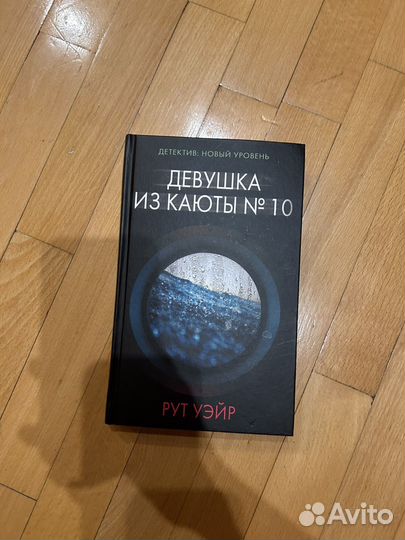 ДЕТЕКТИВ: НОВЫЙ УРОВЕНЬ
ДЕВУШКА
ИЗ КАЮТЫ № 10
РУТ УЭЙР
Avito